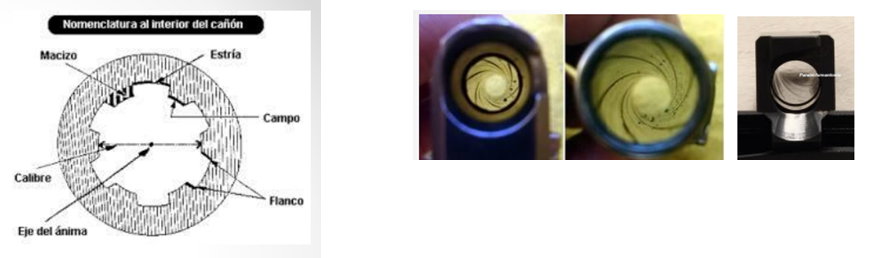 Nomenclatura al interior del cañón
Macizo
Estría
Campo
Calibre
Flanco
Eje del ánima